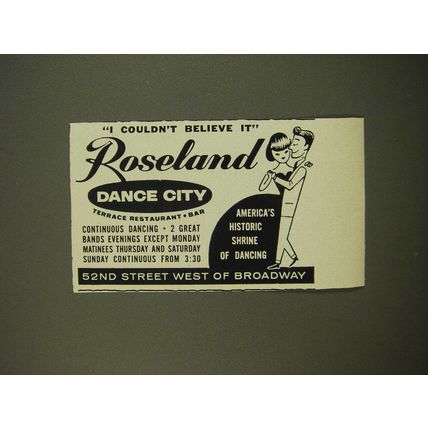 "I COULDN'T BELIEVE IT"
Roseland
DANCE CITY
TERRACE RESTAURANT • BAR
CONTINUOUS DANCING • 2 GREAT
BANDS EVENINGS EXCEPT MONDAY
MATINEES THURSDAY AND SATURDAY
SUNDAY CONTINUOUS FROM 3:30
AMERICA'S
HISTORIC
SHRINE
OF DANCING
52ND STREET WEST OF BROADWAY